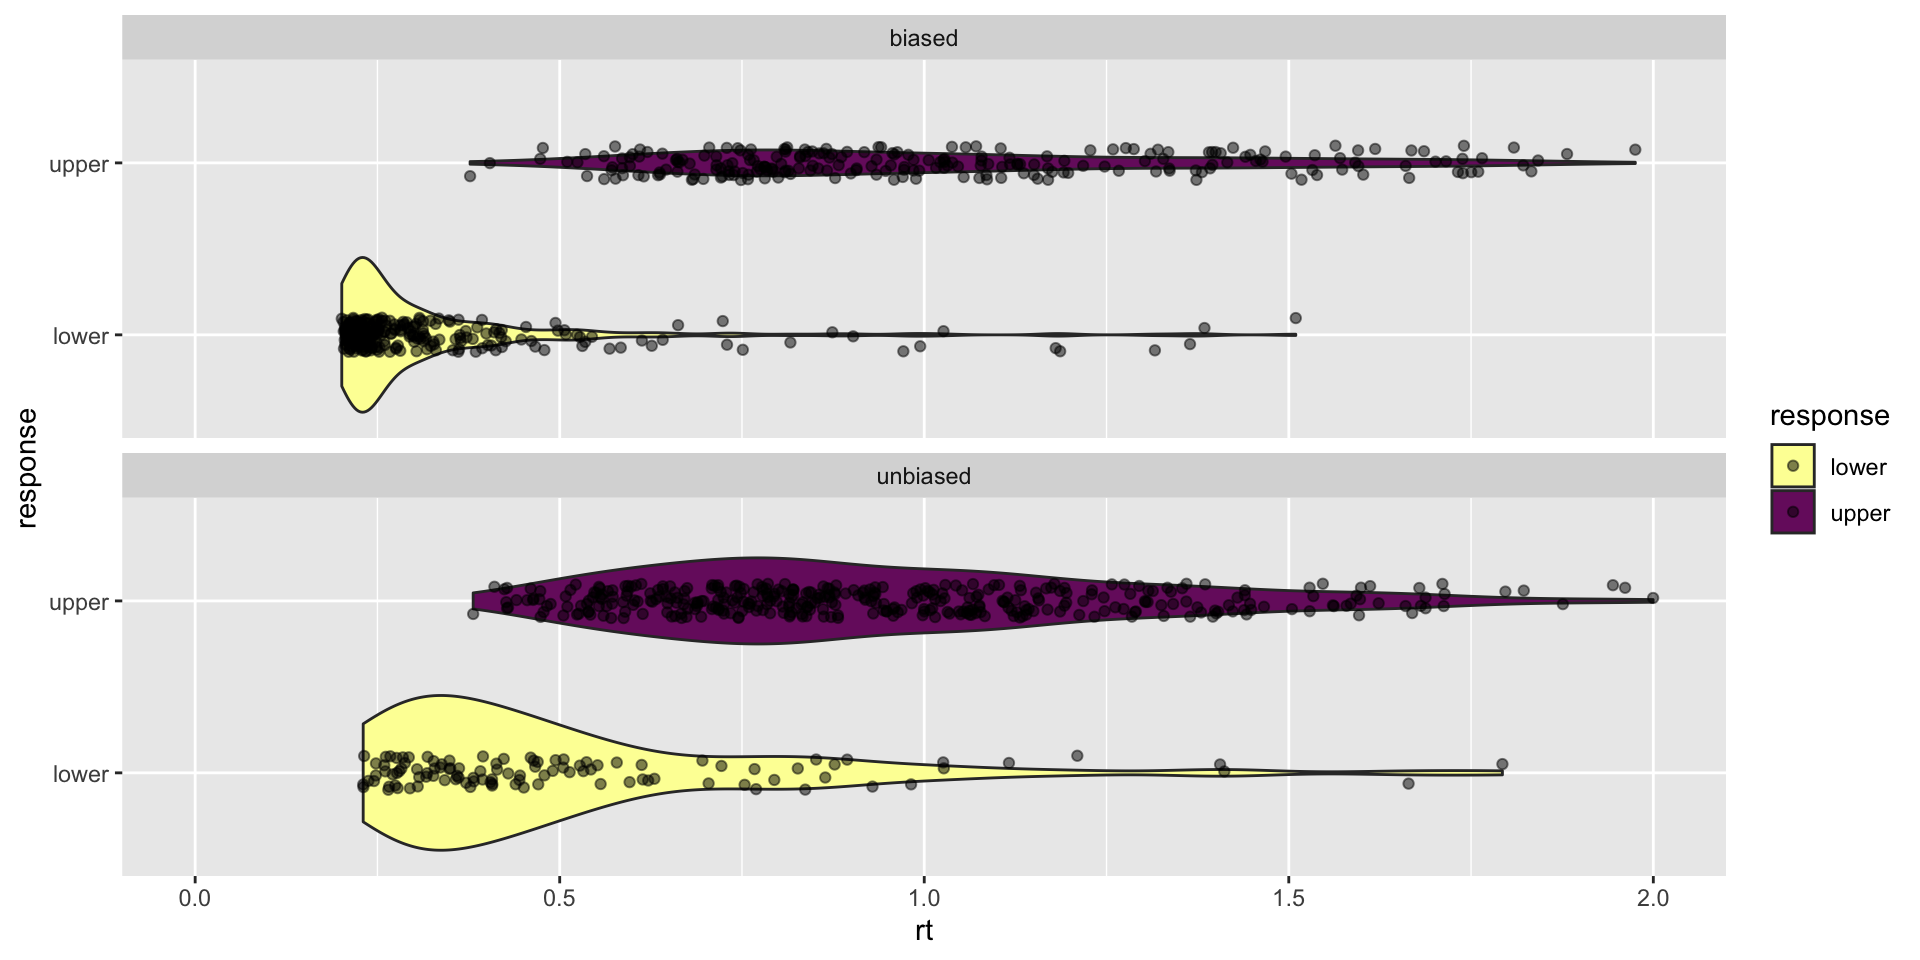 biased
upper
lower
unbiased
upper
lower
0.0
0.5
1.0
1.5
2.0
rt
response
response
lower
upper